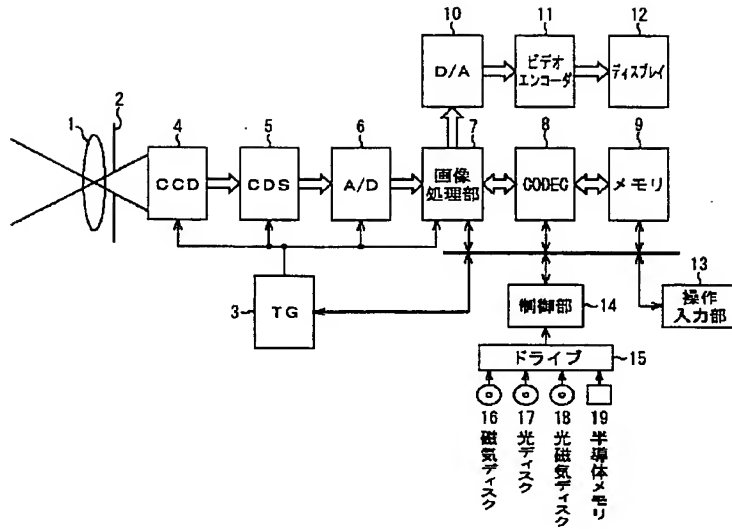 10
11
12
D/A
ビデオ
エンコーダ
ディスプレイ
1
2
4
5
6
7
8
9
CCD
CDS
A/D
画像
処理部
CODEC
メモリ
3
TG
制御部
14
13
操作
入力部
ドライブ
15
16
磁気ディスク
17
光ディスク
18
光磁気ディスク
19
半導体メモリ